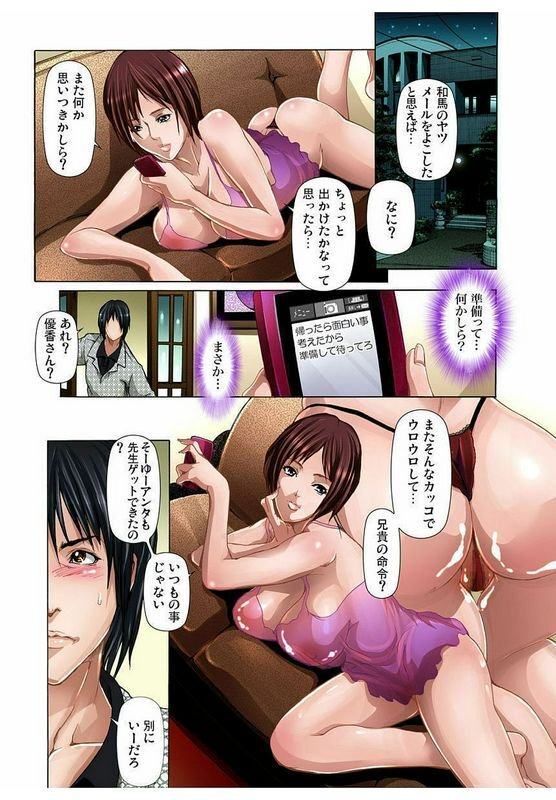 和馬のヤツ
メールをよこした
と思えば…
なに?
ちょっと
出かけたかなって
思ったら…
また何か
思いつきかしら?
準備って…
何かしら?
メニュー
帰ったら面白い事
考えたから
準備して待ってろ
まさか…
あれ?
優香さん?
またそんなカッコで
ウロウロして…
兄貴の命令?
そーゆーアンタも
先生ゲットできたの
?
いつもの事
じゃない
別に
いーだろ